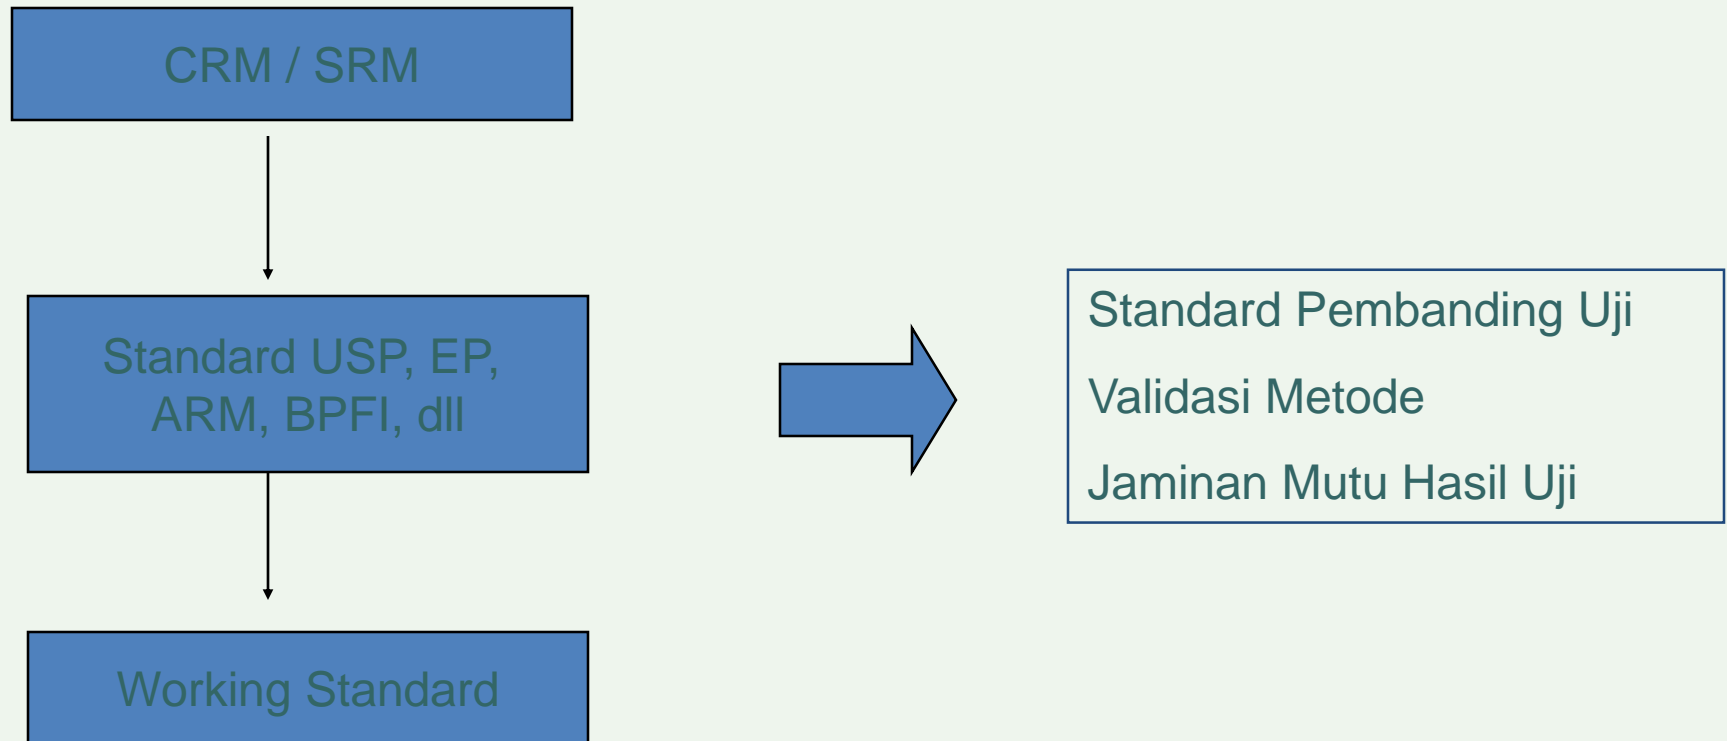 CRM / SRM
Standard USP, EP,
ARM, BPFI, dll
Working Standard
Standard Pembanding Uji
Validasi Metode
Jaminan Mutu Hasil Uji